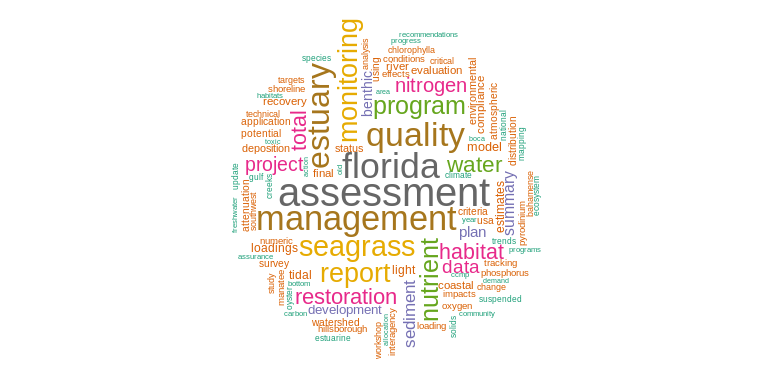 recommendations
progress
monitoring
analysis
chlorophyll
species
using
conditions
critical
estuary
river
evaluation
effects
targets
benthic
nitrogen
environmental
shoreline
area
habitats
recovery
program
compliance
atmospheric
technical
total
application
national
potential
quality
toxic
boca
distribution
mapping
deposition
status
model
project
action
florida
water
gulf
final
old
climate
update
creeks
assessment
estimates
summary
bahamense
ecosystem
attenuation
southwest
freshwater
management
criteria
year
usa
pyrodinium
plan
numeric
seagrass
trends
loadings
nutrient
habitat
programs
assurance
survey
report
light
data
tracking
tidal
ccmp
phosphorus
study
manatee
bottom
sediment
coastal
demand
change
oyster
restoration
impacts
suspended
oxygen
carbon
development
community
watershed
allocation
loading
solids
hillsborough
workshop
interagency
estuarine